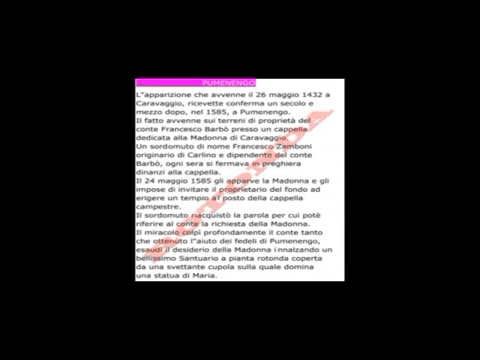 PUMENENGO
L"apparizione che avvenne il 26 maggio 1432 a
Caravaggio, ricevette conferma un secolo e
mezzo dopo, nel 1585, a Pumenengo.
Il fatto avvenne sui terreni di proprietà del
conte Francesco Barbò presso un cappella
dedicata alla Madonna di Caravaggio.
Un sordomuto di nome Francesco Zamboni
originario di Carlino e dipendente del conte
Barbò, ogni sera si fermava in preghiera
dinanzi alla cappella.
Il 24 maggio 1585 gli apparve la Madonna e gli
impose di invitare il proprietario del fondo ad
erigere un tempio al posto della cappella
campestre.
Il sordomuto riacquistò la parola per cui potè
riferire al conte la richiesta della Madonna.
Il miracolo colpì profondamente il conte tanto
che ottenuto l"aiuto dei fedeli di Pumenengo,
esaudì il desiderio della Madonna innalzando un
bellissimo Santuario a pianta rotonda coperta
da una svettante cupola sulla quale domina
una statua di Maria.
ROTONDA